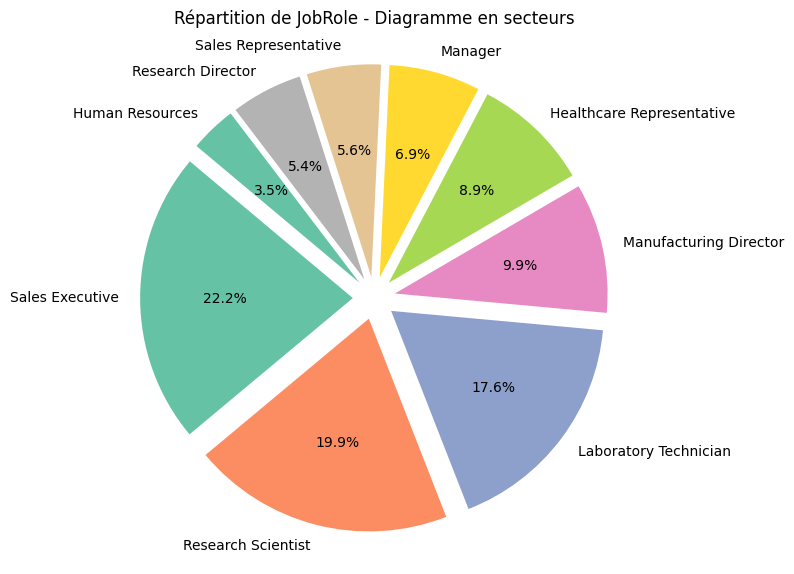 Répartition de JobRole - Diagramme en secteurs
Sales Representative
Manager
Research Director
Healthcare Representative
Human Resources
5.6%
6.9%
5.4%
3.5%
8.9%
Manufacturing Director
9.9%
Sales Executive
22.2%
17.6%
19.9%
Laboratory Technician
Research Scientist